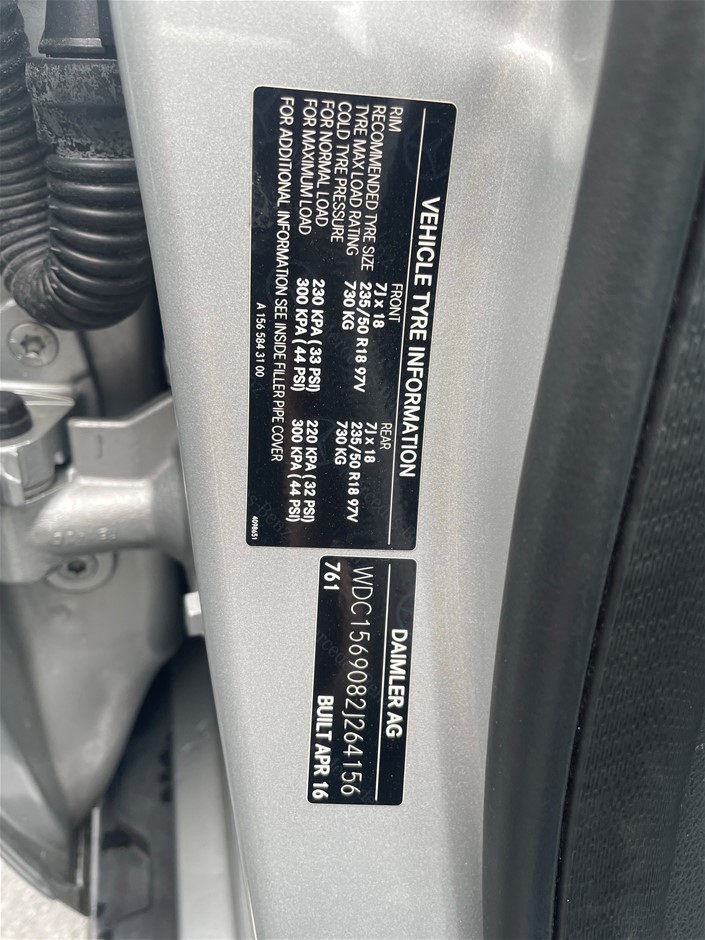 VEHICLE TYRE INFORMATION
FRONT REAR
RIM 7J x 18 7J x 18
RECOMMENDED TYRE SIZE 235/50 R18 97V 235/50 R18 97V
TYRE MAX LOAD RATING 730 KG 730 KG
COLD TYRE PRESSURE
FOR NORMAL LOAD 230 KPA (33 PSI) 220 KPA (32 PSI)
FOR MAXIMUM LOAD 300 KPA (44 PSI) 300 KPA (44 PSI)
FOR ADDITIONAL INFORMATION SEE INSIDE FILLER PIPE COVER
A 156 584 31 00
4098651
DAIMLER AG
WDC1569082J264156
761 BUILT APR 16